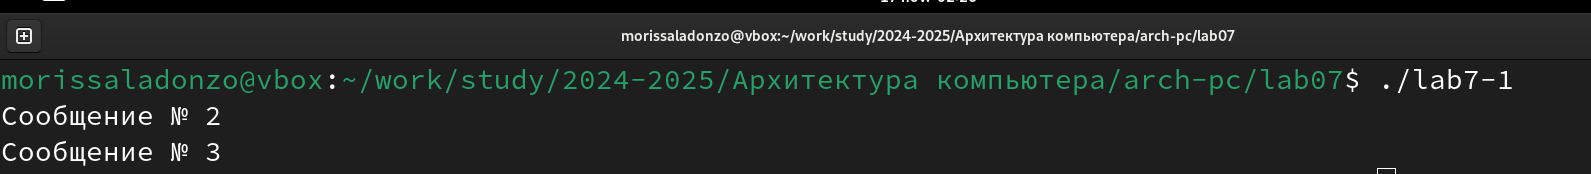 morissaladonzo@vbox:~/work/study/2024-2025/Архитектура компьютера/arch-pc/lab07
morissaladonzo@vbox:~/work/study/2024-2025/Архитектура компьютера/arch-pc/lab07$ ./lab7-1
Сообщение № 2
Сообщение № 3